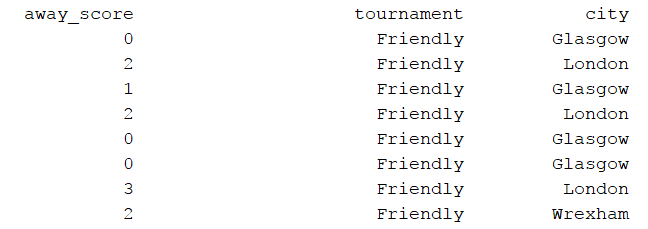 away_score tournament city
0 Friendly Glasgow
2 Friendly London
1 Friendly Glasgow
2 Friendly London
0 Friendly Glasgow
0 Friendly Glasgow
3 Friendly London
2 Friendly Wrexham